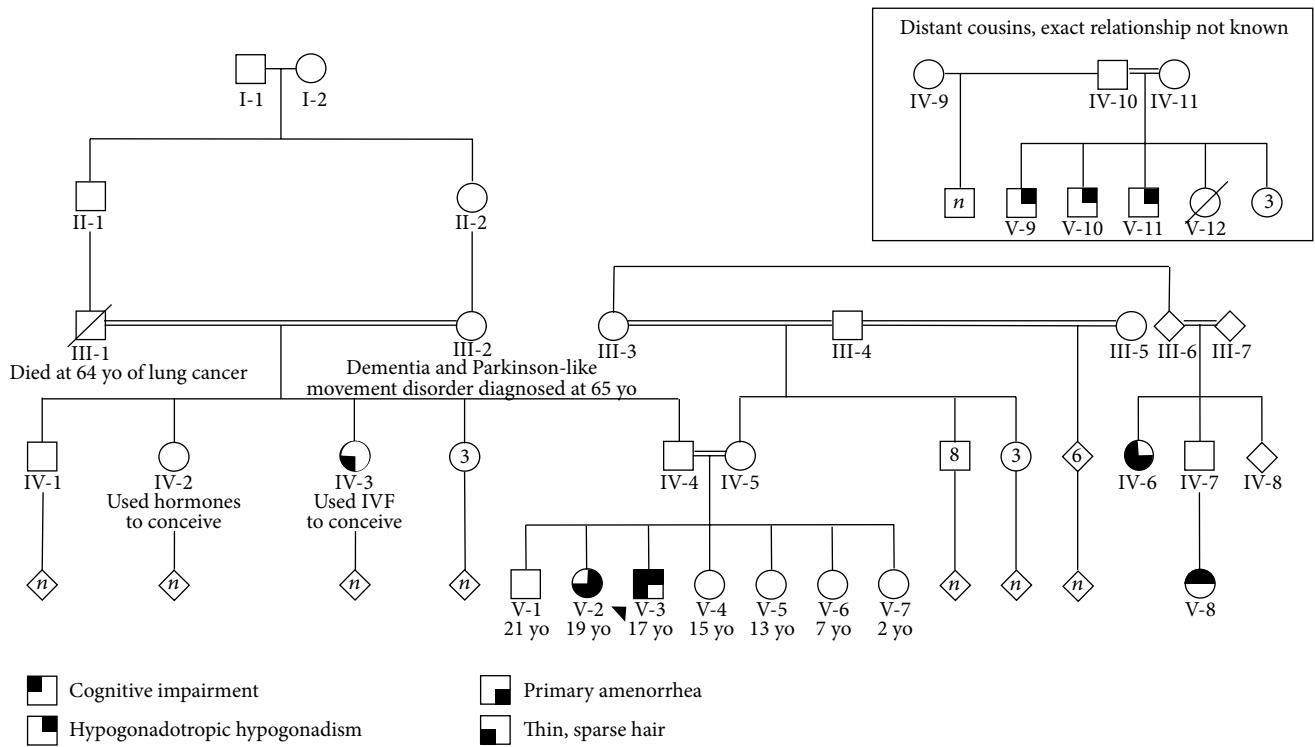 Distant cousins, exact relationship not known
I-1 I-2
IV-9 IV-10 IV-11
n 3
V-9 V-10 V-11 V-12
II-1 II-2
III-1 III-2 III-3 III-4 III-5 III-6 III-7
Died at 64 yo of lung cancer
Dementia and Parkinson-like
movement disorder diagnosed at 65 yo
3 8 3 6
IV-1 IV-2 IV-3 IV-4 IV-5 IV-6 IV-7 IV-8
Used hormones
to conceive
Used IVF
to conceive
n n n n n n n
V-1 V-2 V-3 V-4 V-5 V-6 V-7 V-8
21 yo 19 yo 17 yo 15 yo 13 yo 7 yo 2 yo
Cognitive impairment
Hypogonadotropic hypogonadism
Primary amenorrhea
Thin, sparse hair